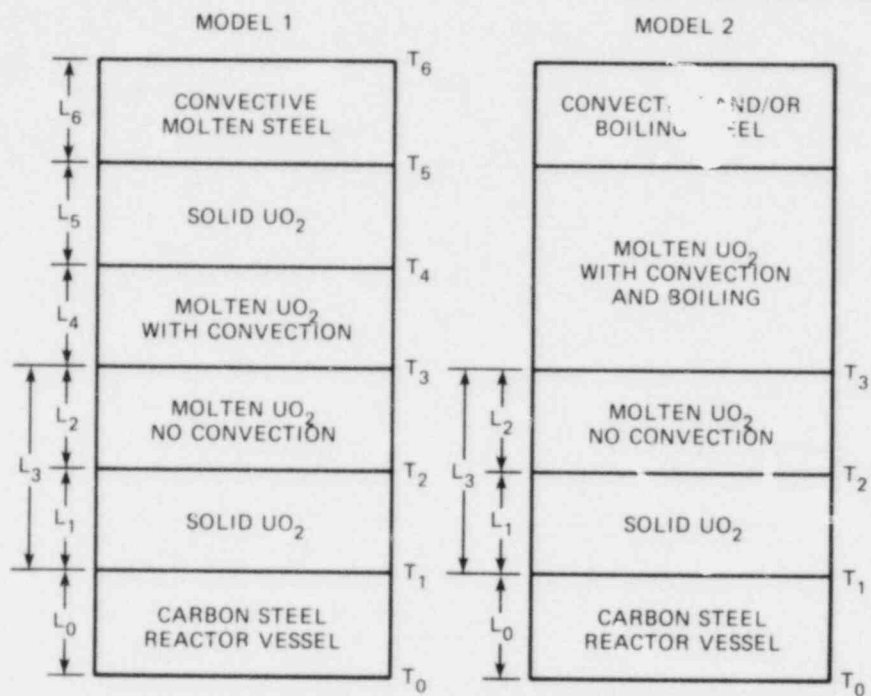 MODEL 1
T6
L6
CONVECTIVE
MOLTEN STEEL
T5
L5
SOLID UO2
T4
L4
MOLTEN UO2
WITH CONVECTION
T3
L3
L2
MOLTEN UO2
NO CONVECTION
T2
L1
SOLID UO2
T1
L0
CARBON STEEL
REACTOR VESSEL
T0
MODEL 2
MOLTEN UO2
WITH CONVECTION
AND BOILING
T3
L3
L2
MOLTEN UO2
NO CONVECTION
T2
L1
SOLID UO2
T1
L0
CARBON STEEL
REACTOR VESSEL
T0